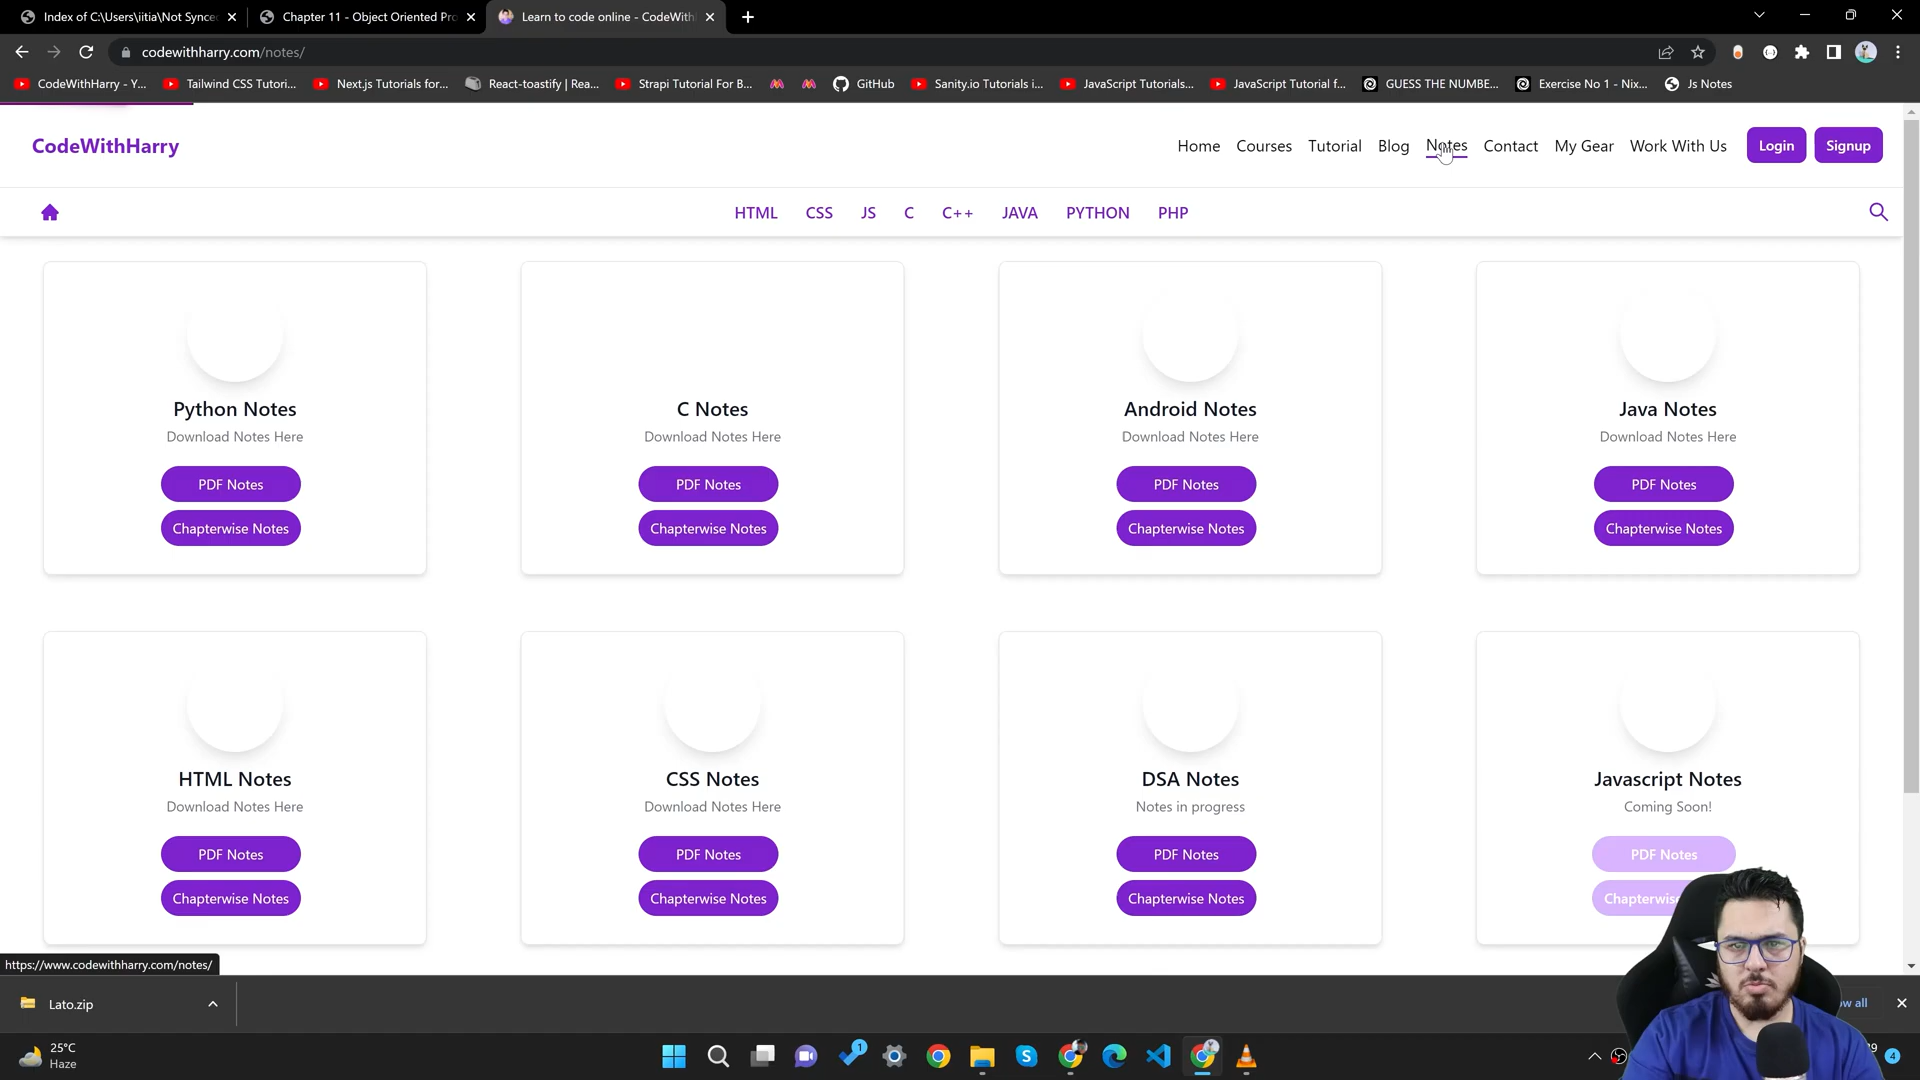 Index of C:\Users\iitia\Not Synce
Chapter 11 - Object Oriented Pro
Learn to code online - CodeWith
codewithharry.com/notes/
CodeWithHarry - Y...
Tailwind CSS Tutori...
Next.js Tutorials for...
React-toastify | Rea...
Strapi Tutorial For B...
GitHub
Sanity.io Tutorials i...
JavaScript Tutorials...
JavaScript Tutorial f...
GUESS THE NUMBE...
Exercise No 1 - Nix...
Js Notes
CodeWithHarry
Home
Courses
Tutorial
Blog
Notes
Contact
My Gear
Work With Us
Login
Signup
HTML
CSS
JS
C
C++
JAVA
PYTHON
PHP
Python Notes
Download Notes Here
PDF Notes
Chapterwise Notes
C Notes
Download Notes Here
PDF Notes
Chapterwise Notes
Android Notes
Download Notes Here
PDF Notes
Chapterwise Notes
Java Notes
Download Notes Here
PDF Notes
Chapterwise Notes
HTML Notes
Download Notes Here
PDF Notes
Chapterwise Notes
CSS Notes
Download Notes Here
PDF Notes
Chapterwise Notes
DSA Notes
Notes in progress
PDF Notes
Chapterwise Notes
Javascript Notes
Coming Soon!
PDF Notes
https://www.codewithharry.com/notes/
Lato.zip
all
25°C
Haze
1
4